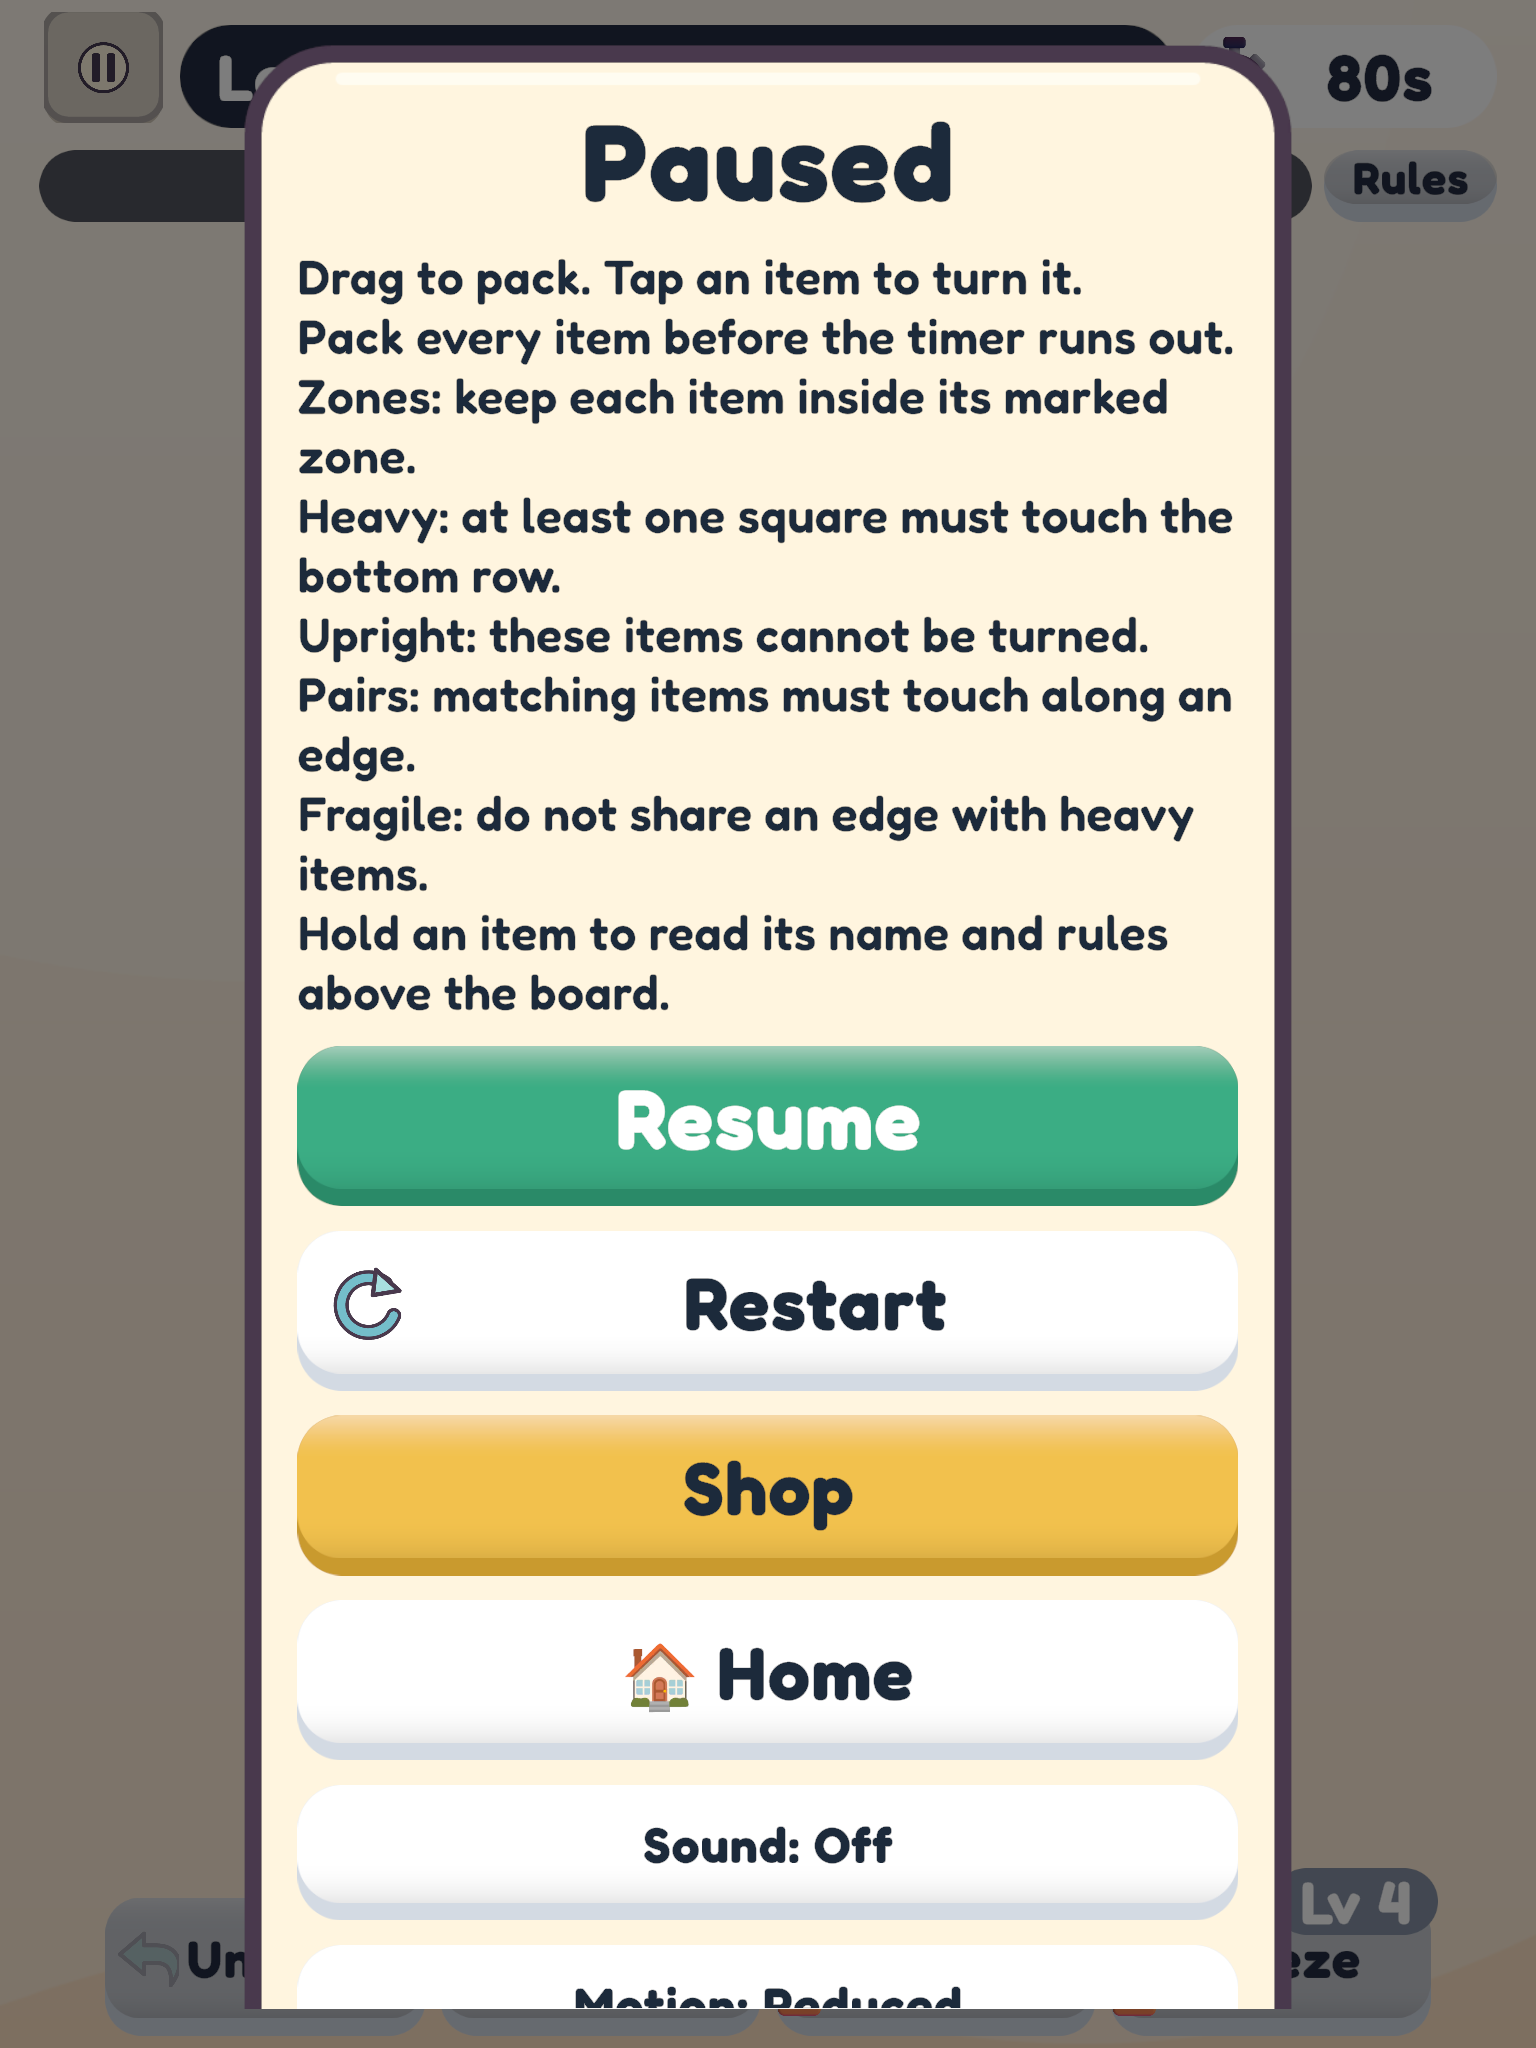 80s
Rules
Paused
Drag to pack. Tap an item to turn it.
Pack every item before the timer runs out.
Zones: keep each item inside its marked
zone.
Heavy: at least one square must touch the
bottom row.
Upright: these items cannot be turned.
Pairs: matching items must touch along an
edge.
Fragile: do not share an edge with heavy
items.
Hold an item to read its name and rules
above the board.
Resume
Restart
Shop
Home
Sound: Off
Motion: Reduced
Lv 4